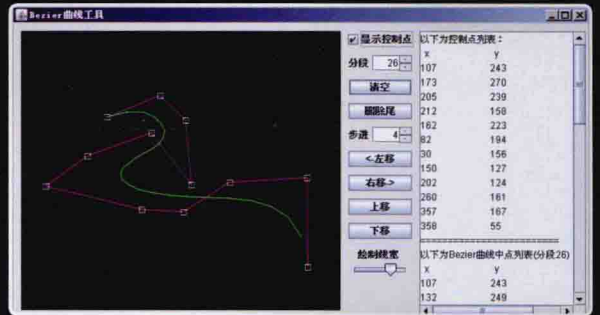 Bezier曲线工具
显示控制点
分段 26
清空
删除尾
步进 4
<-左移
右移->
上移
下移
绘制线宽
以下为控制点列表：
x y
107 243
173 270
205 239
212 158
162 223
82 194
30 156
150 127
202 124
260 161
357 167
358 55
以下为Bezier曲线中点列表(分段26)
x y
107 243
132 249